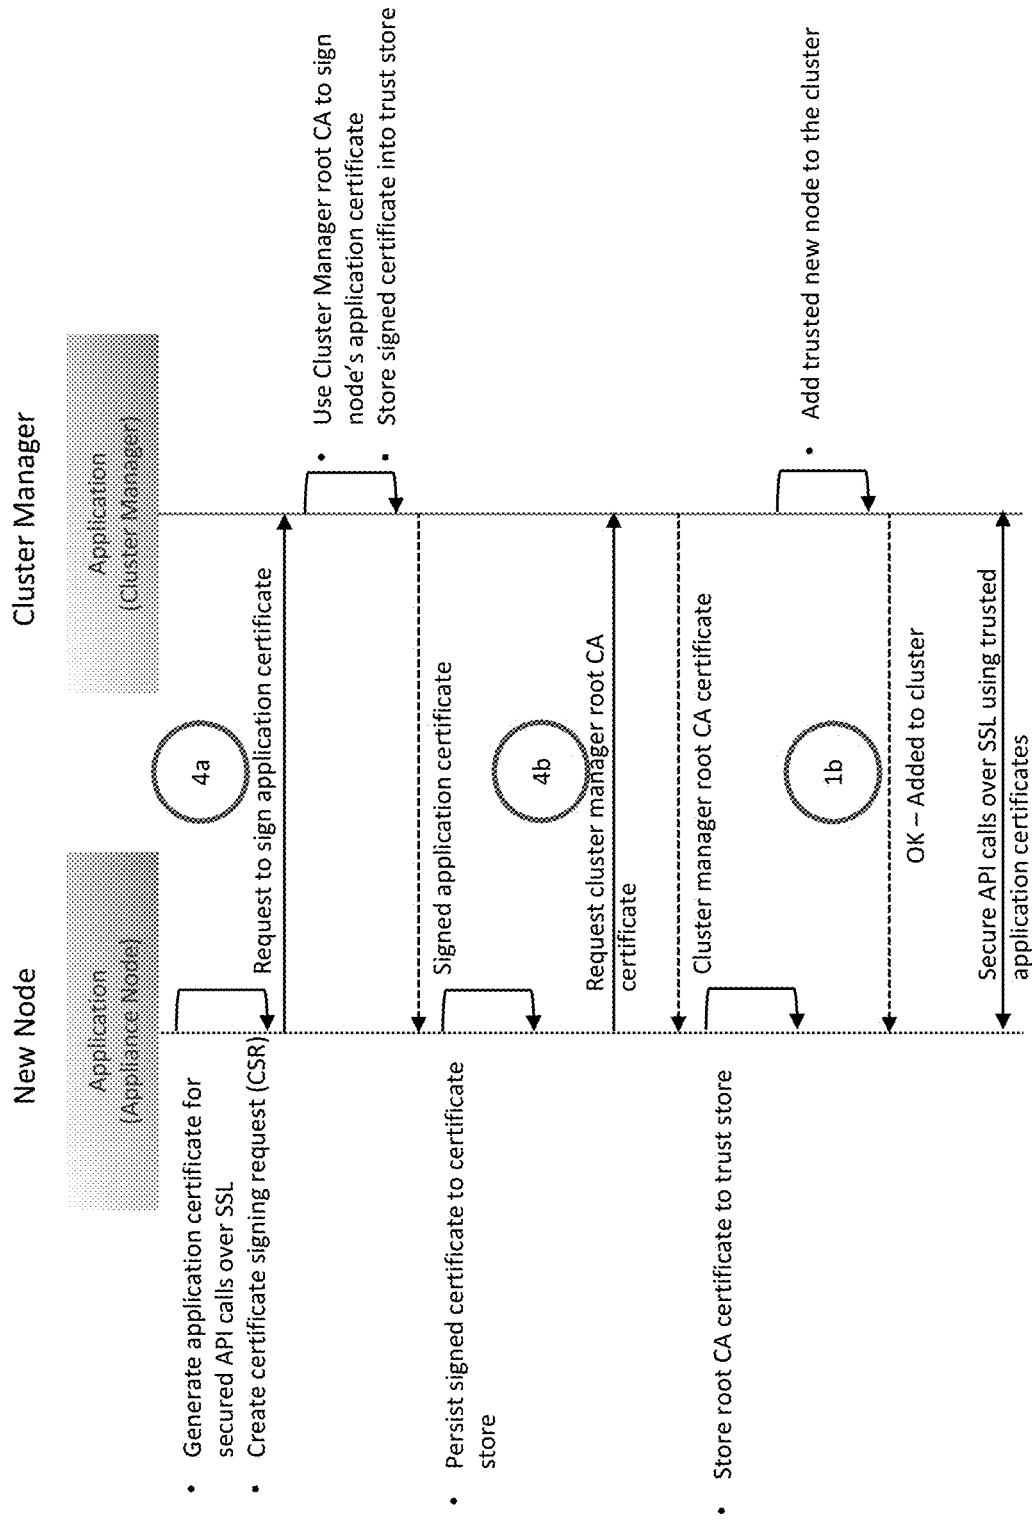 New Node
Cluster Manager
Application
(Appliance Node)
Application
(Cluster Manager)
• Generate application certificate for
secured API calls over SSL
• Create certificate signing request (CSR)
4a
Request to sign application certificate
• Use Cluster Manager root CA to sign
node's application certificate
• Store signed certificate into trust store
Signed application certificate
• Persist signed certificate to certificate
store
4b
Request cluster manager root CA
certificate
Cluster manager root CA certificate
• Store root CA certificate to trust store
1b
• Add trusted new node to the cluster
OK – Added to cluster
Secure API calls over SSL using trusted
application certificates